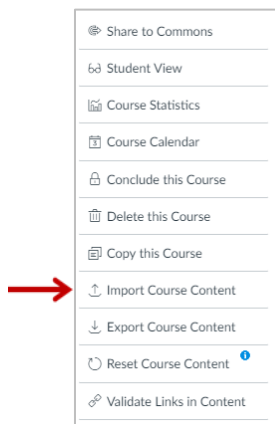 Share to Commons
Student View
Course Statistics
Course Calendar
Conclude this Course
Delete this Course
Copy this Course
Import Course Content
Export Course Content
Reset Course Content
Validate Links in Content